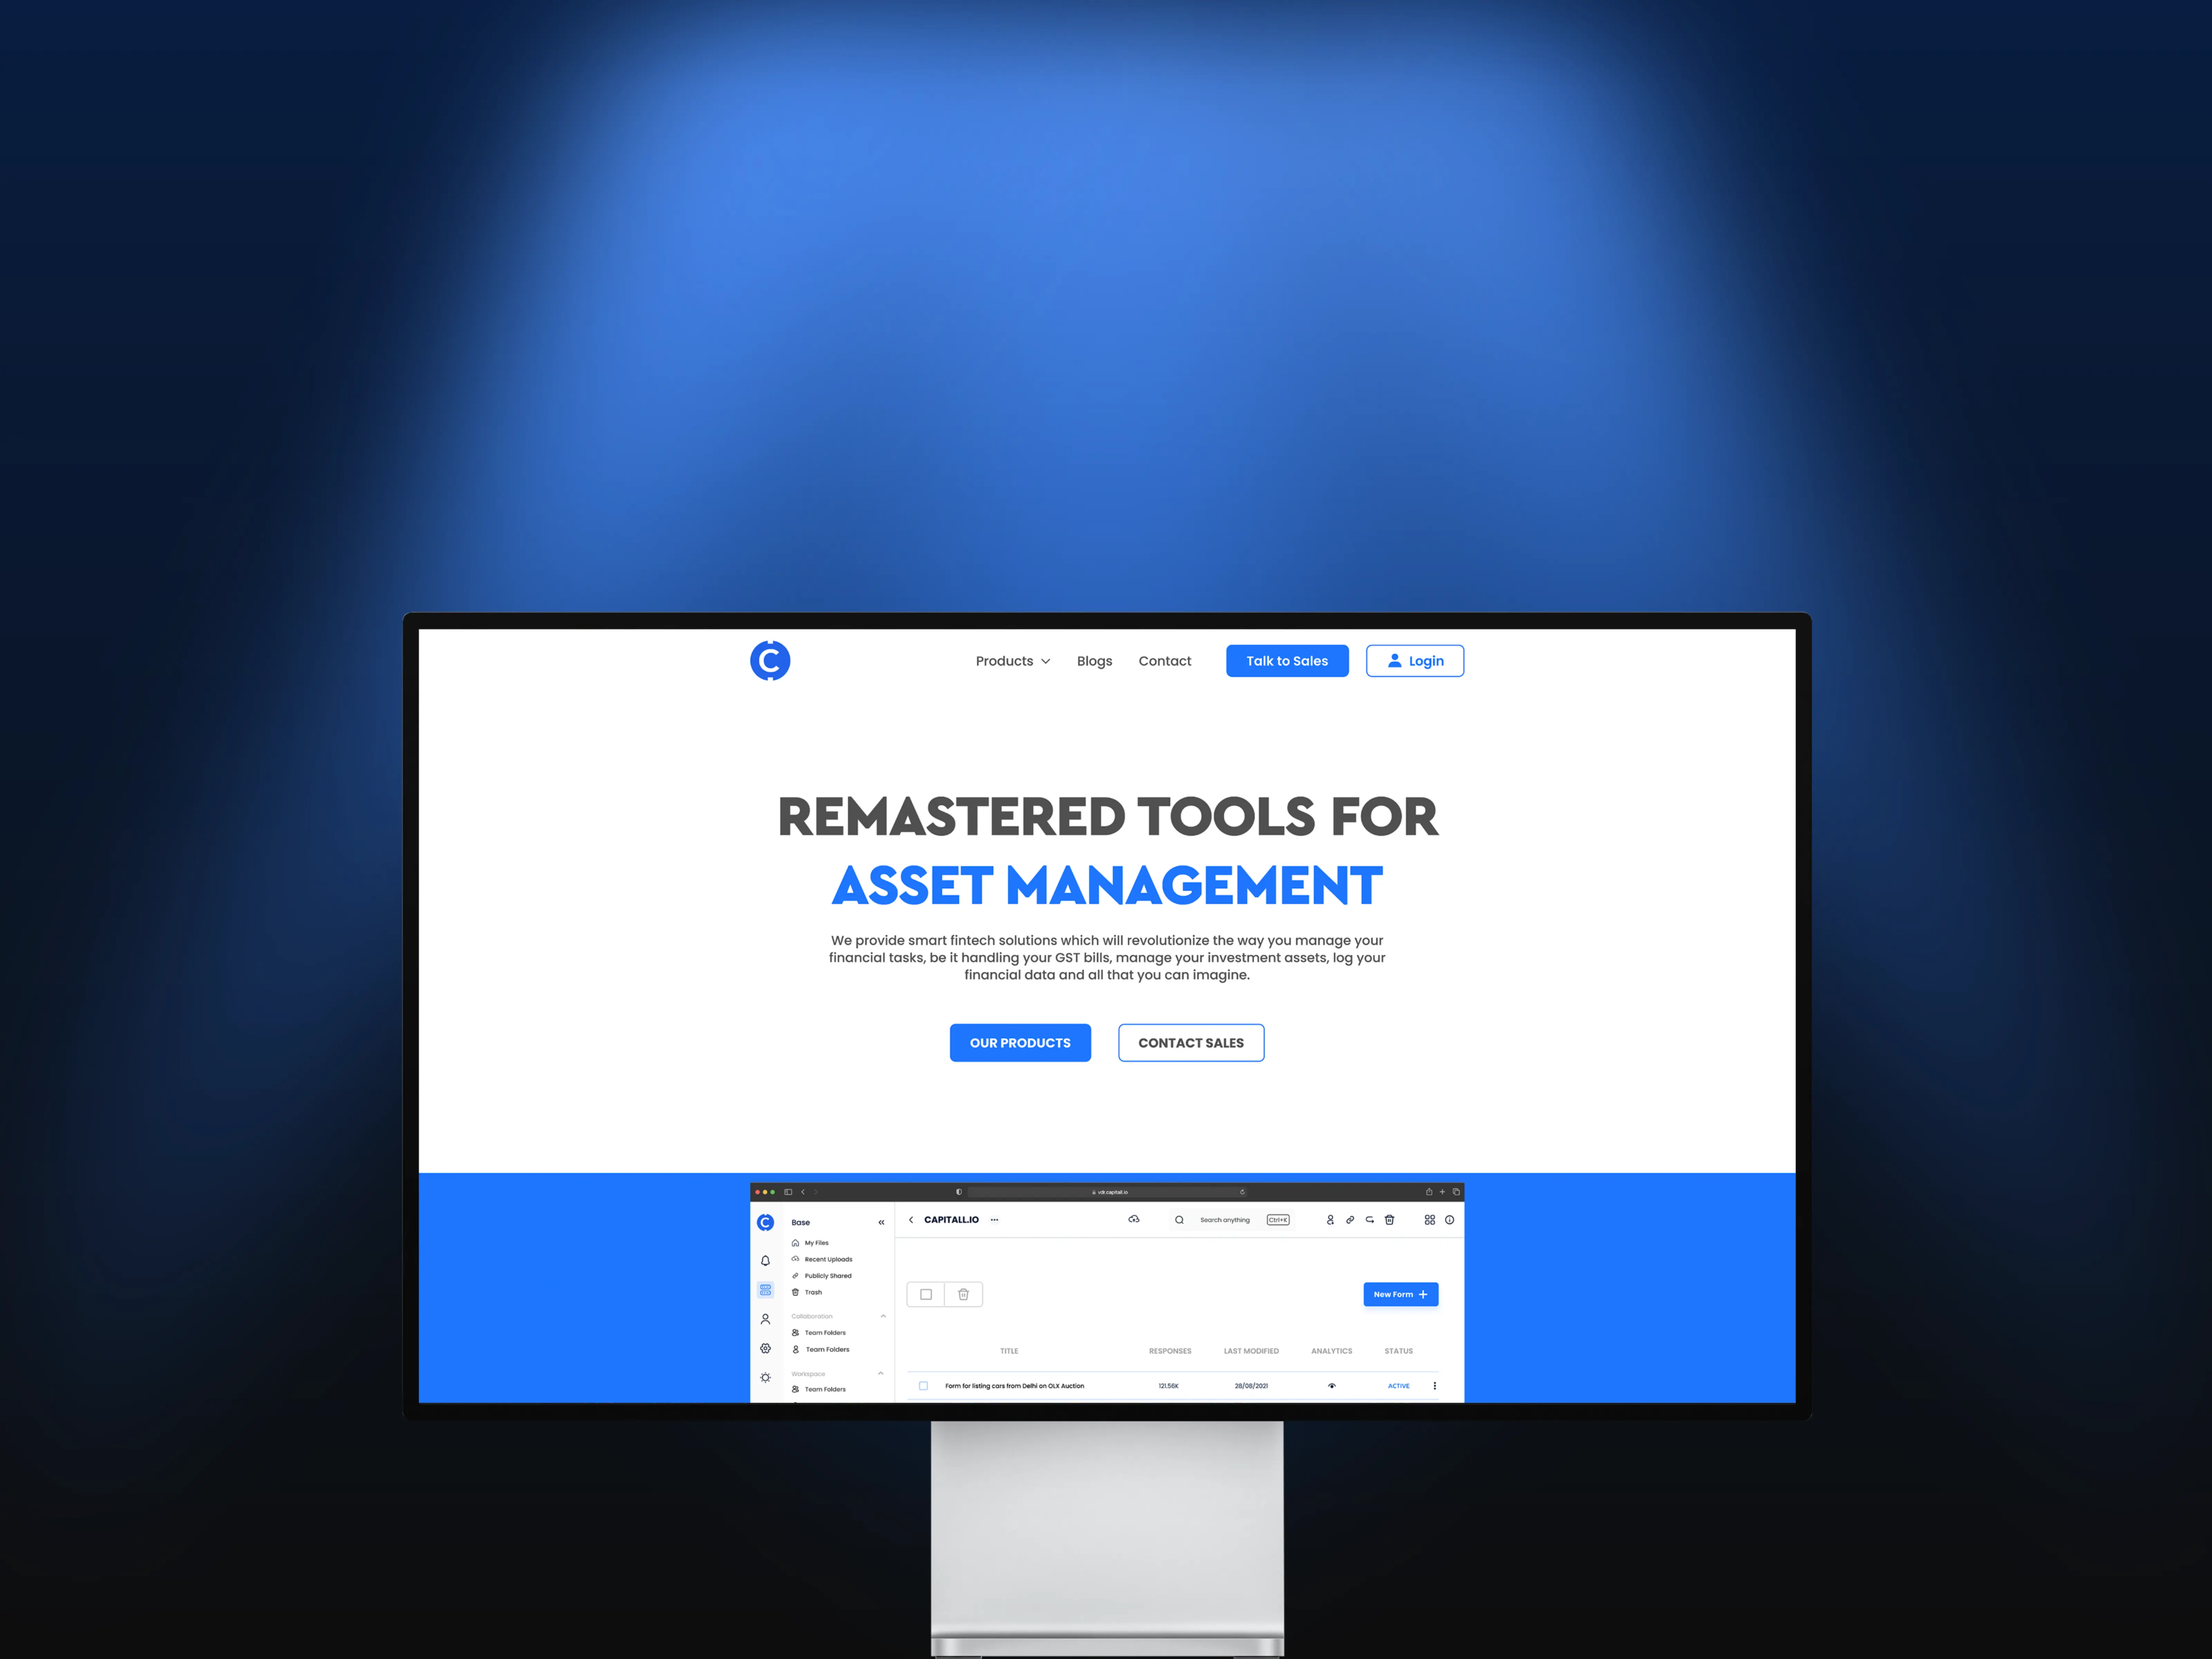 C
Products
Blogs
Contact
Talk to Sales
Login
REMASTERED TOOLS FOR
ASSET MANAGEMENT
We provide smart fintech solutions which will revolutionize the way you manage your
financial tasks, be it handling your GST bills, manage your investment assets, log your
financial data and all that you can imagine.
OUR PRODUCTS
CONTACT SALES
vdr.capitall.io
C
Base
CAPITALL.IO
Search anything
Ctrl+K
My Files
Recent Uploads
Publicly Shared
Trash
New Form
Collaboration
Team Folders
Team Folders
Workspace
Team Folders
TITLE
RESPONSES
LAST MODIFIED
ANALYTICS
STATUS
Form for listing cars from Delhi on OLX Auction
121.56K
28/08/2021
ACTIVE